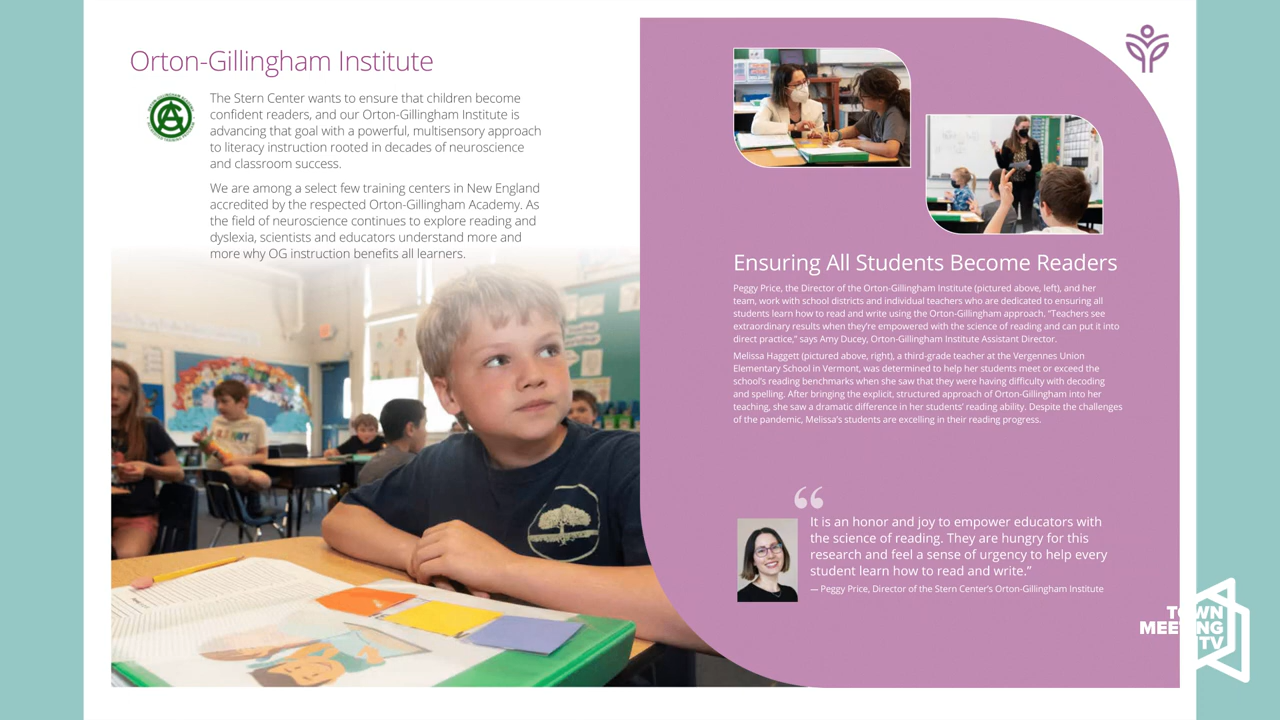 Orton-Gillingham Institute
The Stern Center wants to ensure that children become
confident readers, and our Orton-Gillingham Institute is
advancing that goal with a powerful, multisensory approach
to literacy instruction rooted in decades of neuroscience
and classroom success.
We are among a select few training centers in New England
accredited by the respected Orton-Gillingham Academy. As
the field of neuroscience continues to explore reading and
dyslexia, scientists and educators understand more and
more why OG instruction benefits all learners.
Ensuring All Students Become Readers
Peggy Price, the Director of the Orton-Gillingham Institute (pictured above, left), and her
team, work with school districts and individual teachers who are dedicated to ensuring all
students learn how to read and write using the Orton-Gillingham approach. “Teachers see
extraordinary results when they’re empowered with the science of reading and can put it into
direct practice,” says Amy Ducey, Orton-Gillingham Institute Assistant Director.
Melissa Haggett (pictured above, right), a third-grade teacher at the Vergennes Union
Elementary School in Vermont, was determined to help her students meet or exceed the
school’s reading benchmarks when she saw that they were having difficulty with decoding
and spelling. After bringing the explicit, structured approach of Orton-Gillingham into her
teaching, she saw a dramatic difference in her students’ reading ability. Despite the challenges
of the pandemic, Melissa’s students are excelling in their reading progress.
“
It is an honor and joy to empower educators with
the science of reading. They are hungry for this
research and feel a sense of urgency to help every
student learn how to read and write.”
— Peggy Price, Director of the Stern Center’s Orton-Gillingham Institute
TOWN
MEETING
TV